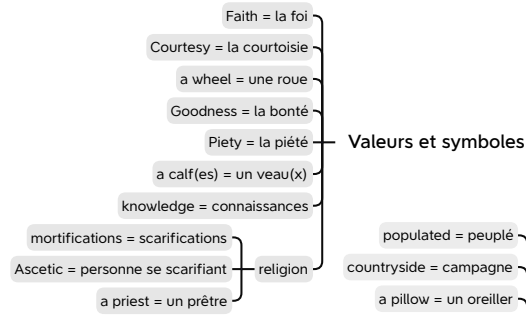 Faith = la foi
Courtesy = la courtoisie
a wheel = une roue
Goodness = la bonté
Piety = la piété
Valeurs et symboles
a calf(es) = un veau(x)
knowledge = connaissances
mortifications = scarifications
Ascetic = personne se scarifiant
religion
a priest = un prêtre
populated = peuplé
countryside = campagne
a pillow = un oreiller